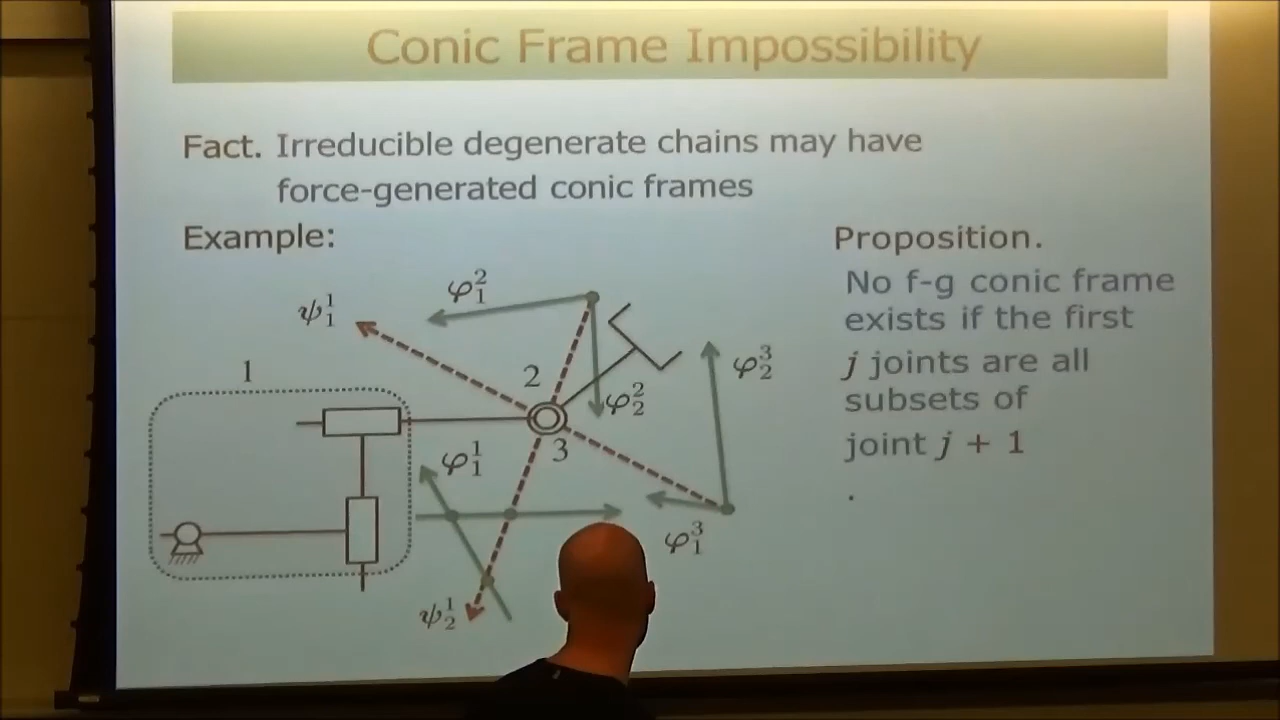 Conic Frame Impossibility
Fact. Irreducible degenerate chains may have
force-generated conic frames
Example:
Proposition.
No f-g conic frame
exists if the first
j joints are all
subsets of
joint j + 1
.
ψ₁¹
φ₁²
1
2
φ₂²
φ₂³
3
φ₁¹
φ₁³
ψ₂¹